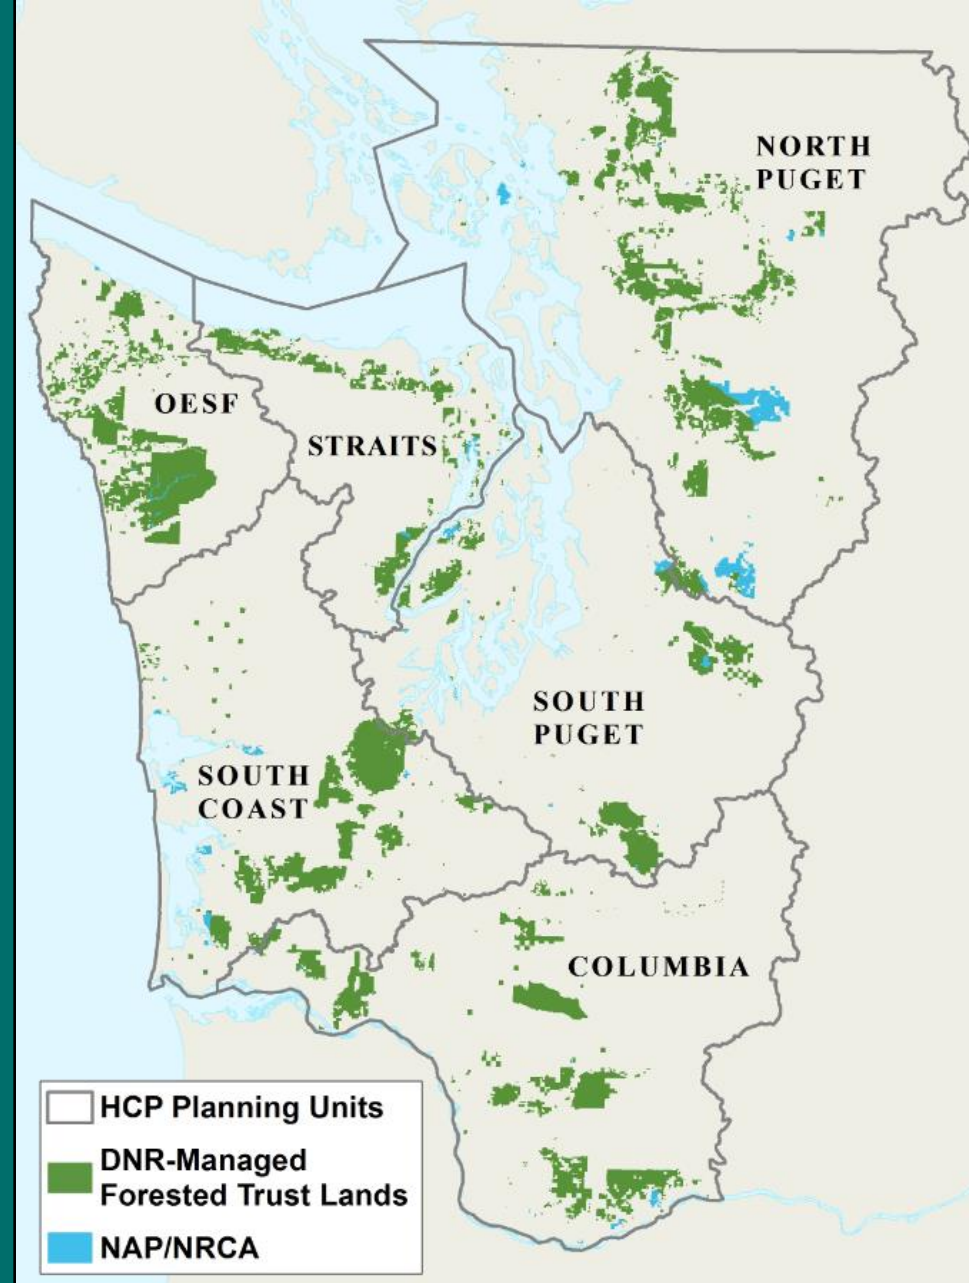 NORTH
PUGET
OESF
STRAITS
SOUTH
PUGET
SOUTH
COAST
COLUMBIA
HCP Planning Units
DNR-Managed
Forested Trust Lands
NAP/NRCA